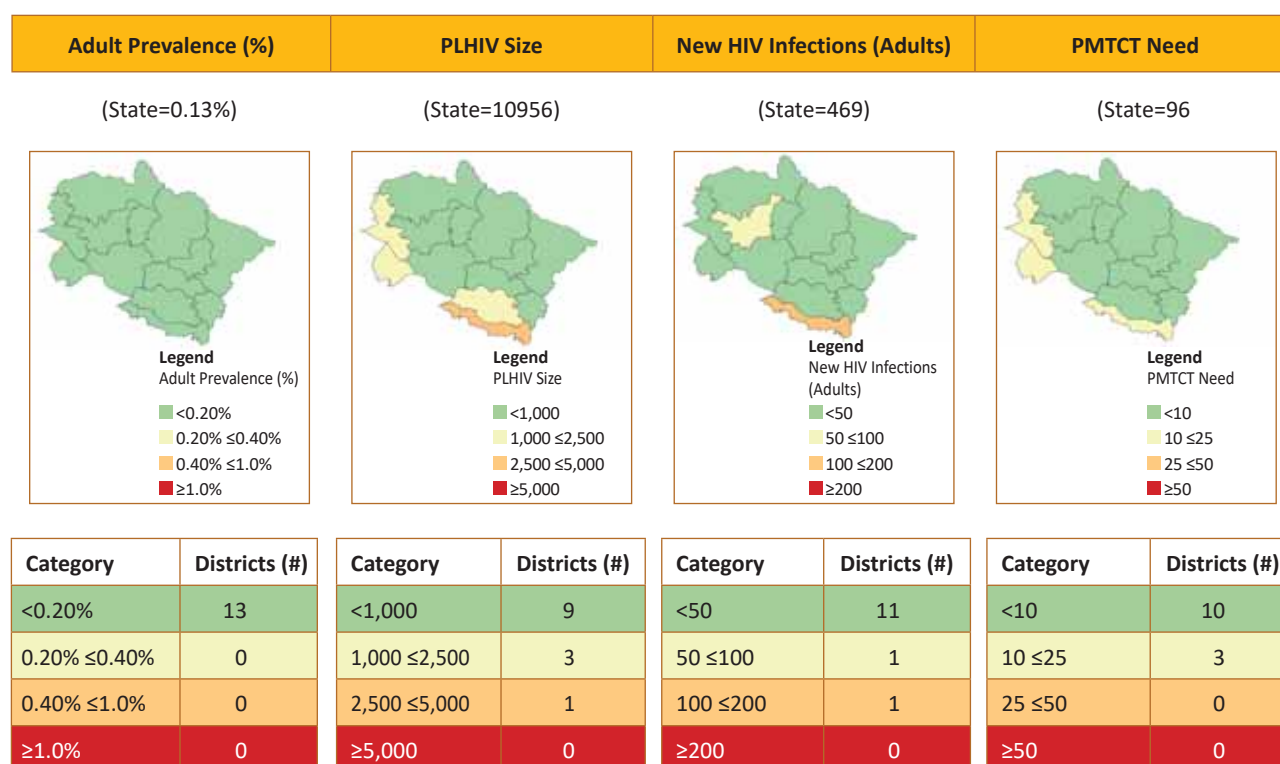 Adult Prevalence (%) PLHIV Size New HIV Infections (Adults) PMTCT Need
(State=0.13%) (State=10956) (State=469) (State=96
Legend
Adult Prevalence (%)
<0.20%
0.20% ≤0.40%
0.40% ≤1.0%
≥1.0%
Legend
PLHIV Size
<1,000
1,000 ≤2,500
2,500 ≤5,000
≥5,000
Legend
New HIV Infections
(Adults)
<50
50 ≤100
100 ≤200
≥200
Legend
PMTCT Need
<10
10 ≤25
25 ≤50
≥50
Category Districts (#) Category Districts (#) Category Districts (#) Category Districts (#)
<0.20% 13 <1,000 9 <50 11 <10 10
0.20% ≤0.40% 0 1,000 ≤2,500 3 50 ≤100 1 10 ≤25 3
0.40% ≤1.0% 0 2,500 ≤5,000 1 100 ≤200 1 25 ≤50 0
≥1.0% 0 ≥5,000 0 ≥200 0 ≥50 0